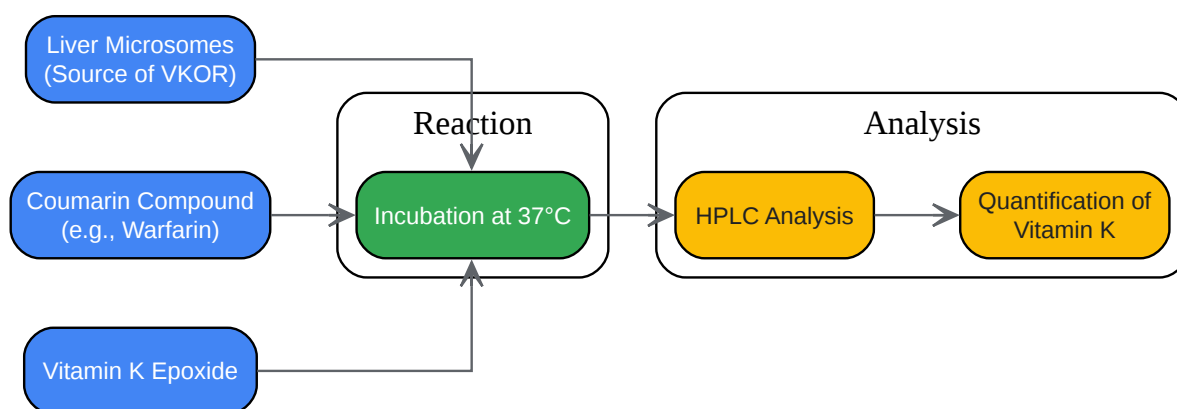 Liver Microsomes
(Source of VKOR)
Reaction
Analysis
Coumarin Compound
(e.g., Warfarin)
Incubation at 37°C
HPLC Analysis
Quantification of
Vitamin K
Vitamin K Epoxide